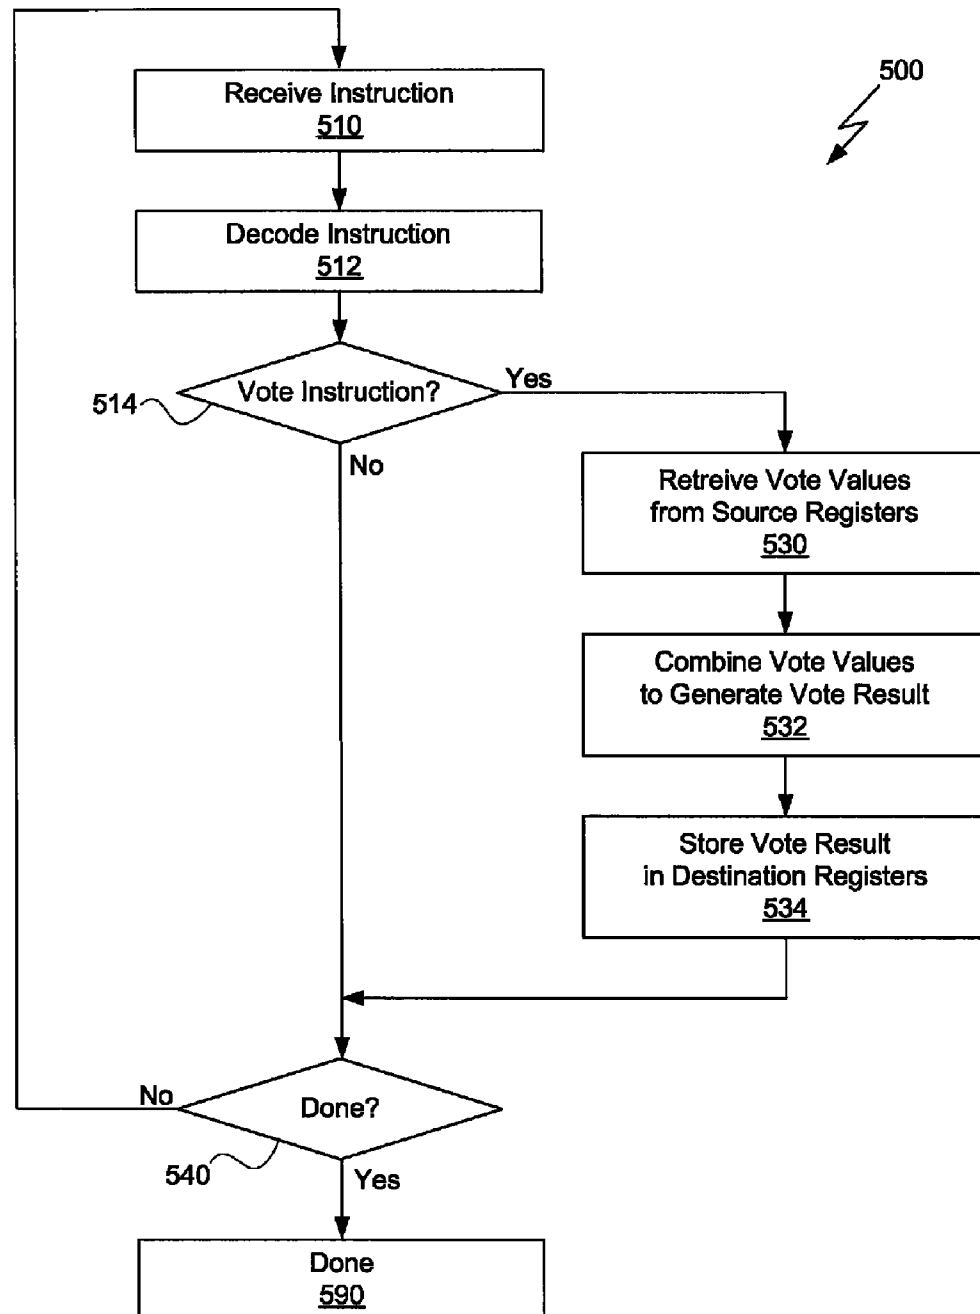 500
Receive Instruction
510
Decode Instruction
512
Vote Instruction?
514
Yes
No
Retreive Vote Values
from Source Registers
530
Combine Vote Values
to Generate Vote Result
532
Store Vote Result
in Destination Registers
534
No
Done?
540
Yes
Done
590